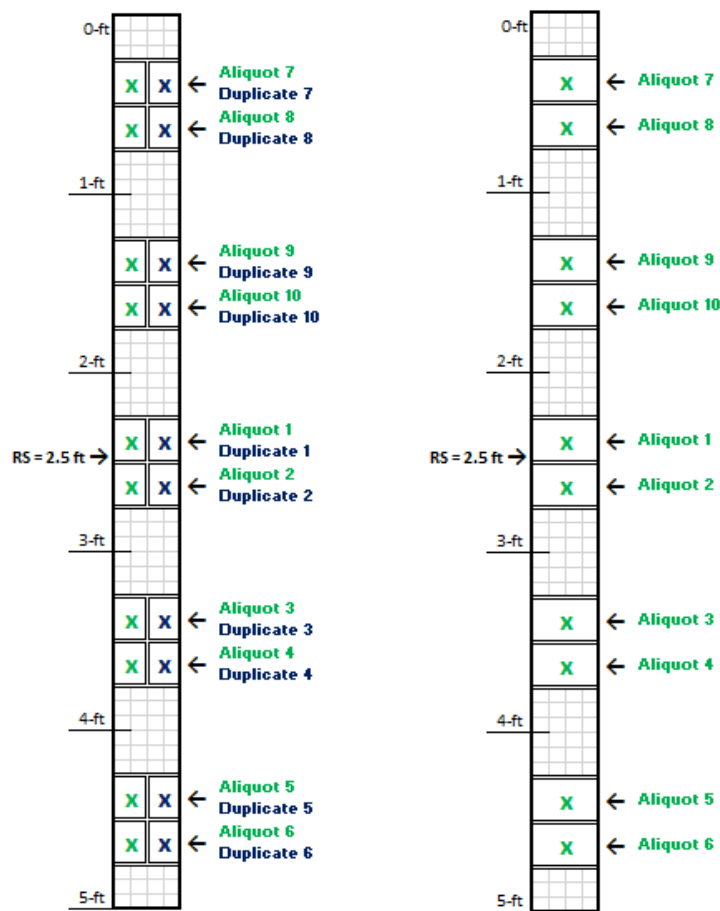 0-ft
X X ← Aliquot 7
Duplicate 7
X X ← Aliquot 8
Duplicate 8
1-ft
X X ← Aliquot 9
Duplicate 9
X X ← Aliquot 10
Duplicate 10
2-ft
X X ← Aliquot 1
Duplicate 1
RS = 2.5 ft →
X X ← Aliquot 2
Duplicate 2
3-ft
X X ← Aliquot 3
Duplicate 3
X X ← Aliquot 4
Duplicate 4
4-ft
X X ← Aliquot 5
Duplicate 5
X X ← Aliquot 6
Duplicate 6
5-ft
0-ft
X ← Aliquot 7
X ← Aliquot 8
1-ft
X ← Aliquot 9
X ← Aliquot 10
2-ft
X ← Aliquot 1
RS = 2.5 ft →
X ← Aliquot 2
3-ft
X ← Aliquot 3
X ← Aliquot 4
4-ft
X ← Aliquot 5
X ← Aliquot 6
5-ft